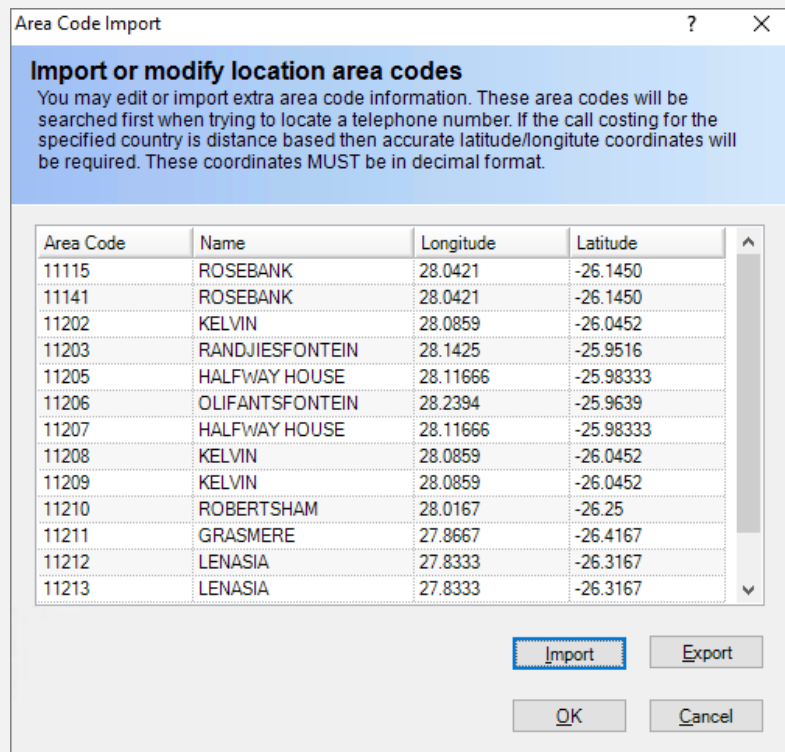 Area Code Import ?
Import or modify location area codes
You may edit or import extra area code information. These area codes will be
searched first when trying to locate a telephone number. If the call costing for the
specified country is distance based then accurate latitude/longitute coordinates will
be required. These coordinates MUST be in decimal format.
Area Code Name Longitude Latitude
11115 ROSEBANK 28.0421 -26.1450
11141 ROSEBANK 28.0421 -26.1450
11202 KELVIN 28.0859 -26.0452
11203 RANDJIESFONTEIN 28.1425 -25.9516
11205 HALFWAY HOUSE 28.11666 -25.98333
11206 OLIFANTSFONTEIN 28.2394 -25.9639
11207 HALFWAY HOUSE 28.11666 -25.98333
11208 KELVIN 28.0859 -26.0452
11209 KELVIN 28.0859 -26.0452
11210 ROBERTSHAM 28.0167 -26.25
11211 GRASMERE 27.8667 -26.4167
11212 LENASIA 27.8333 -26.3167
11213 LENASIA 27.8333 -26.3167
Import Export
OK Cancel